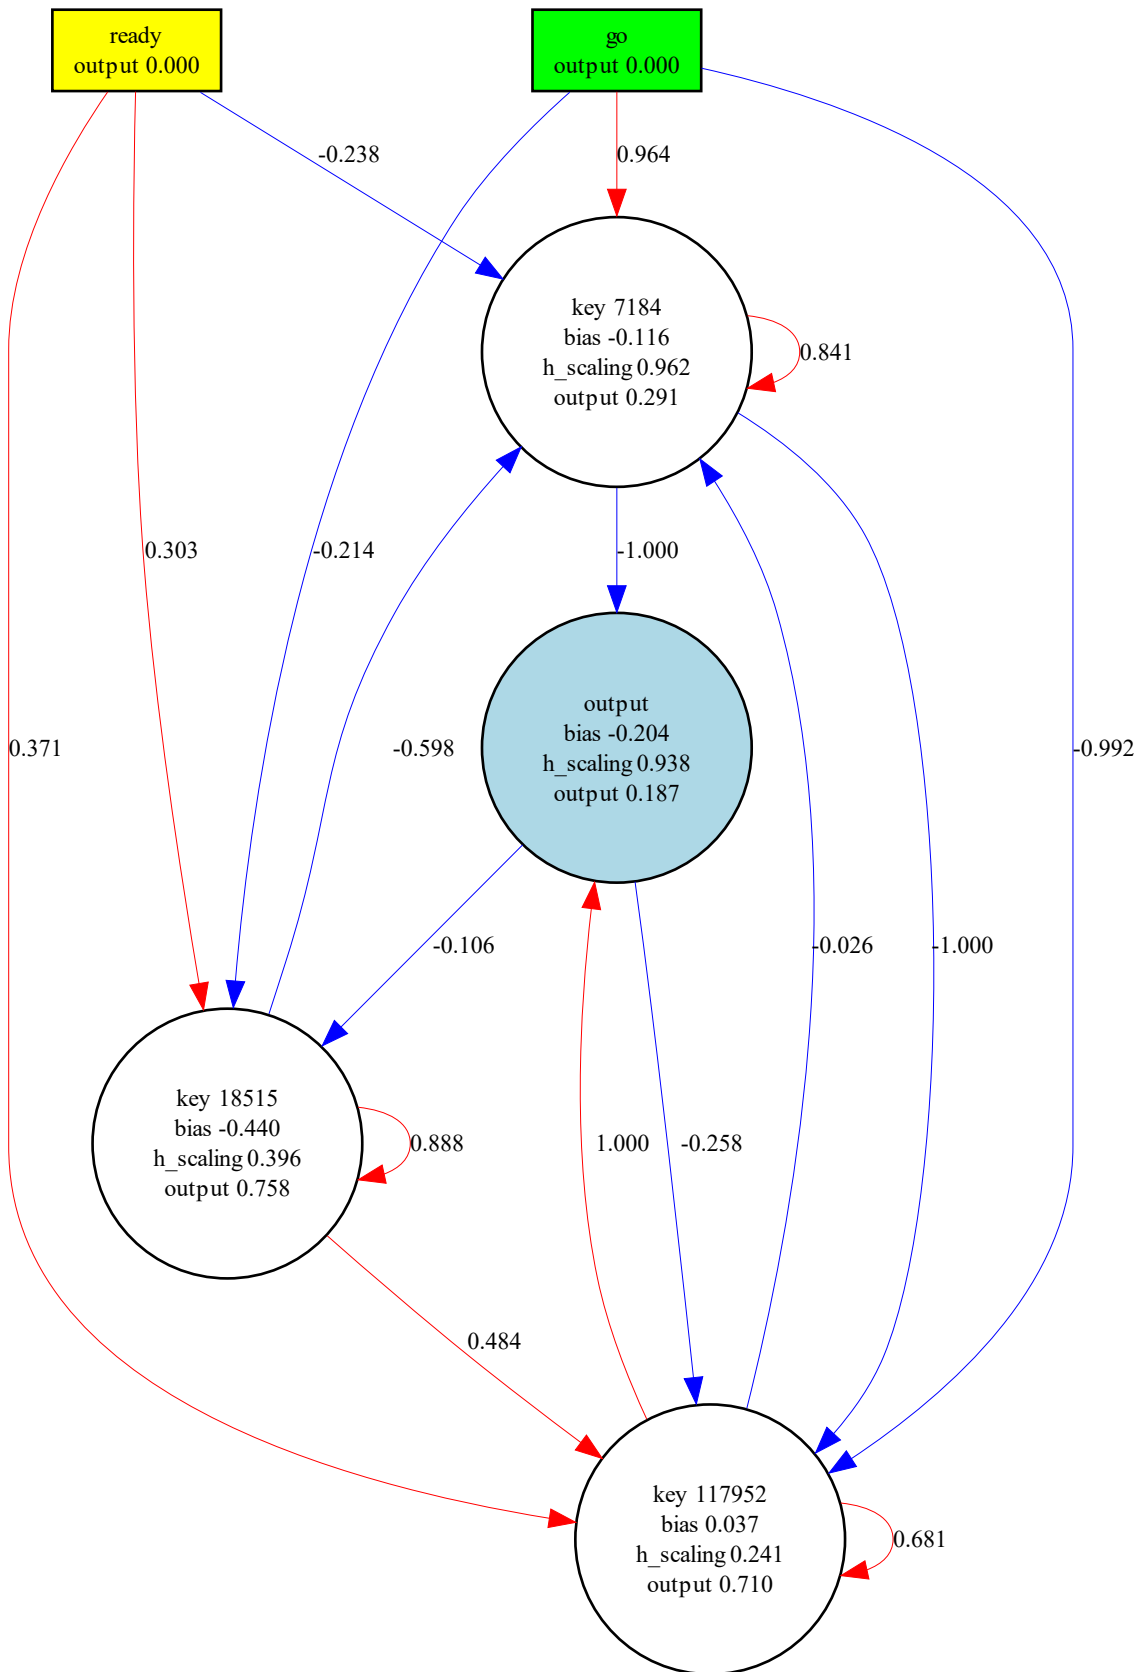 ready
output 0.000
go
output 0.000
-0.238
0.964
key 7184
bias -0.116
h_scaling 0.962
output 0.291
0.841
0.303
-0.214
-1.000
output
bias -0.204
h_scaling 0.938
output 0.187
0.371
-0.598
-0.992
-0.106
-0.026
-1.000
key 18515
bias -0.440
h_scaling 0.396
output 0.758
0.888
1.000
-0.258
0.484
key 117952
bias 0.037
h_scaling 0.241
output 0.710
0.681